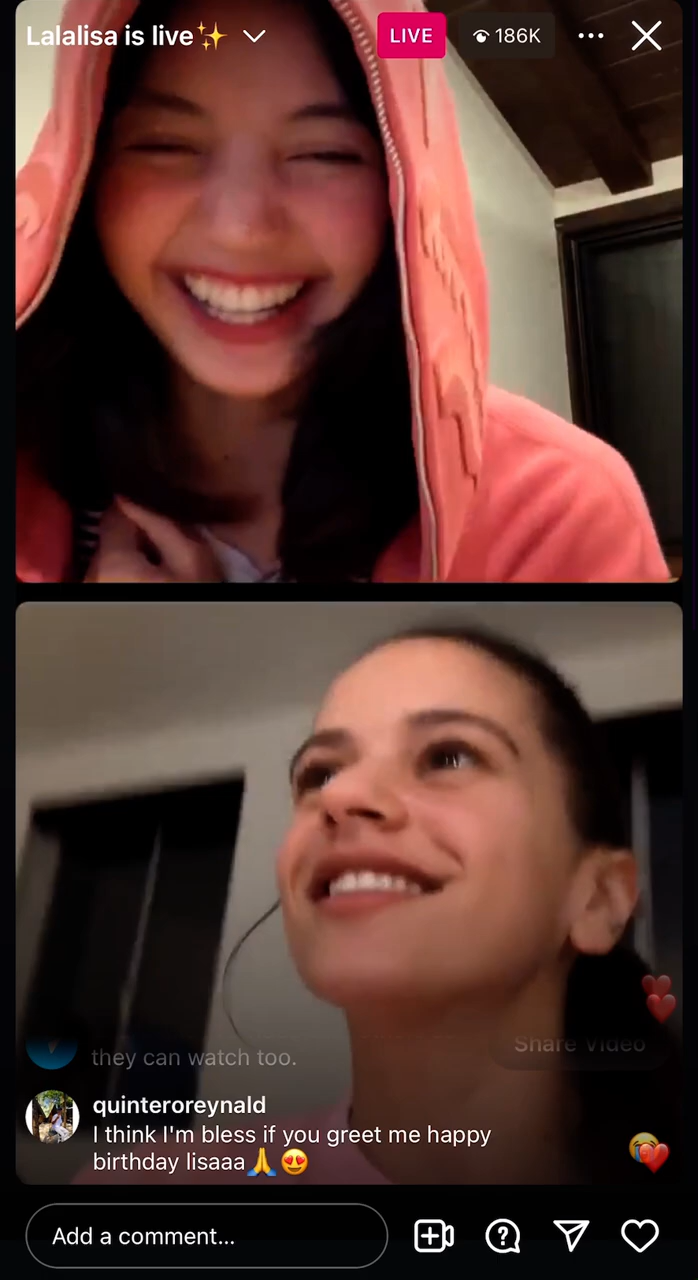 Lalalisa is live✨
LIVE
186K
they can watch too.
Share Video
quinteroreynald
I think I'm bless if you greet me happy
birthday lisaaa🙏😍
Add a comment...